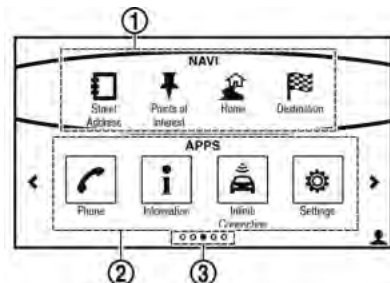 ①
NAVI
Street Points of Home Destination
Address Interest
APPS
Phone Information Infiniti Settings
Connection
② ③